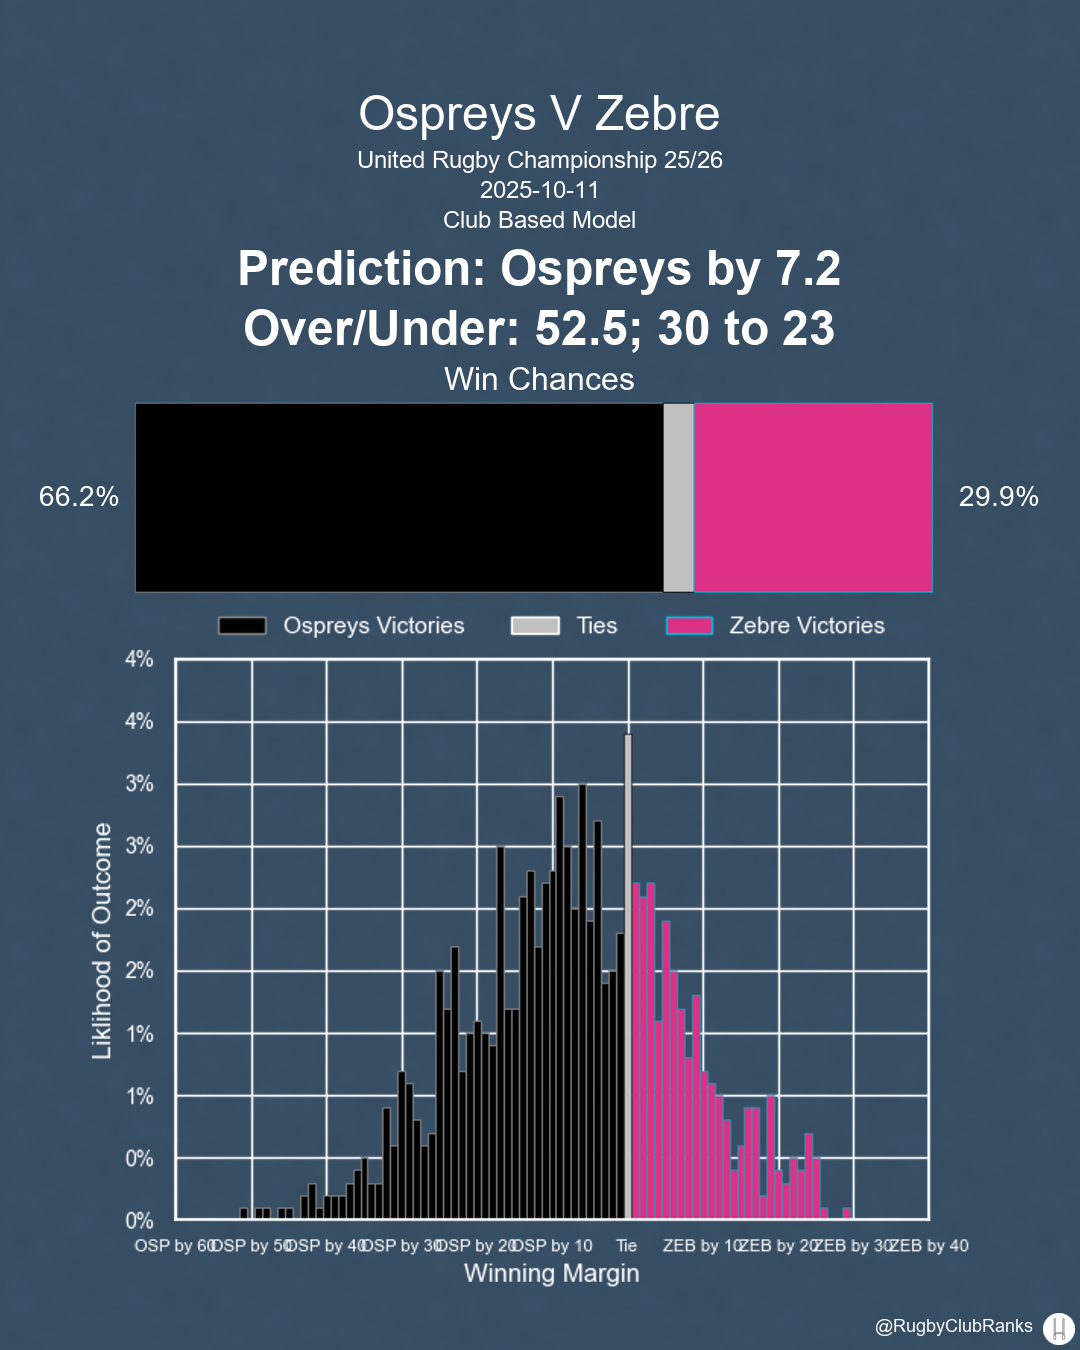 Ospreys V Zebre
United Rugby Championship 25/26
2025-10-11
Club Based Model
Prediction: Ospreys by 7.2
Over/Under: 52.5; 30 to 23
Win Chances
66.2%
29.9%
Ospreys Victories Ties Zebre Victories
4%
4%
3%
3%
2%
2%
1%
1%
0%
0%
Liklihood of Outcome
OSP by 60 OSP by 50 OSP by 40 OSP by 30 OSP by 20 OSP by 10 Tie ZEB by 10 ZEB by 20 ZEB by 30 ZEB by 40
Winning Margin
@RugbyClubRanks